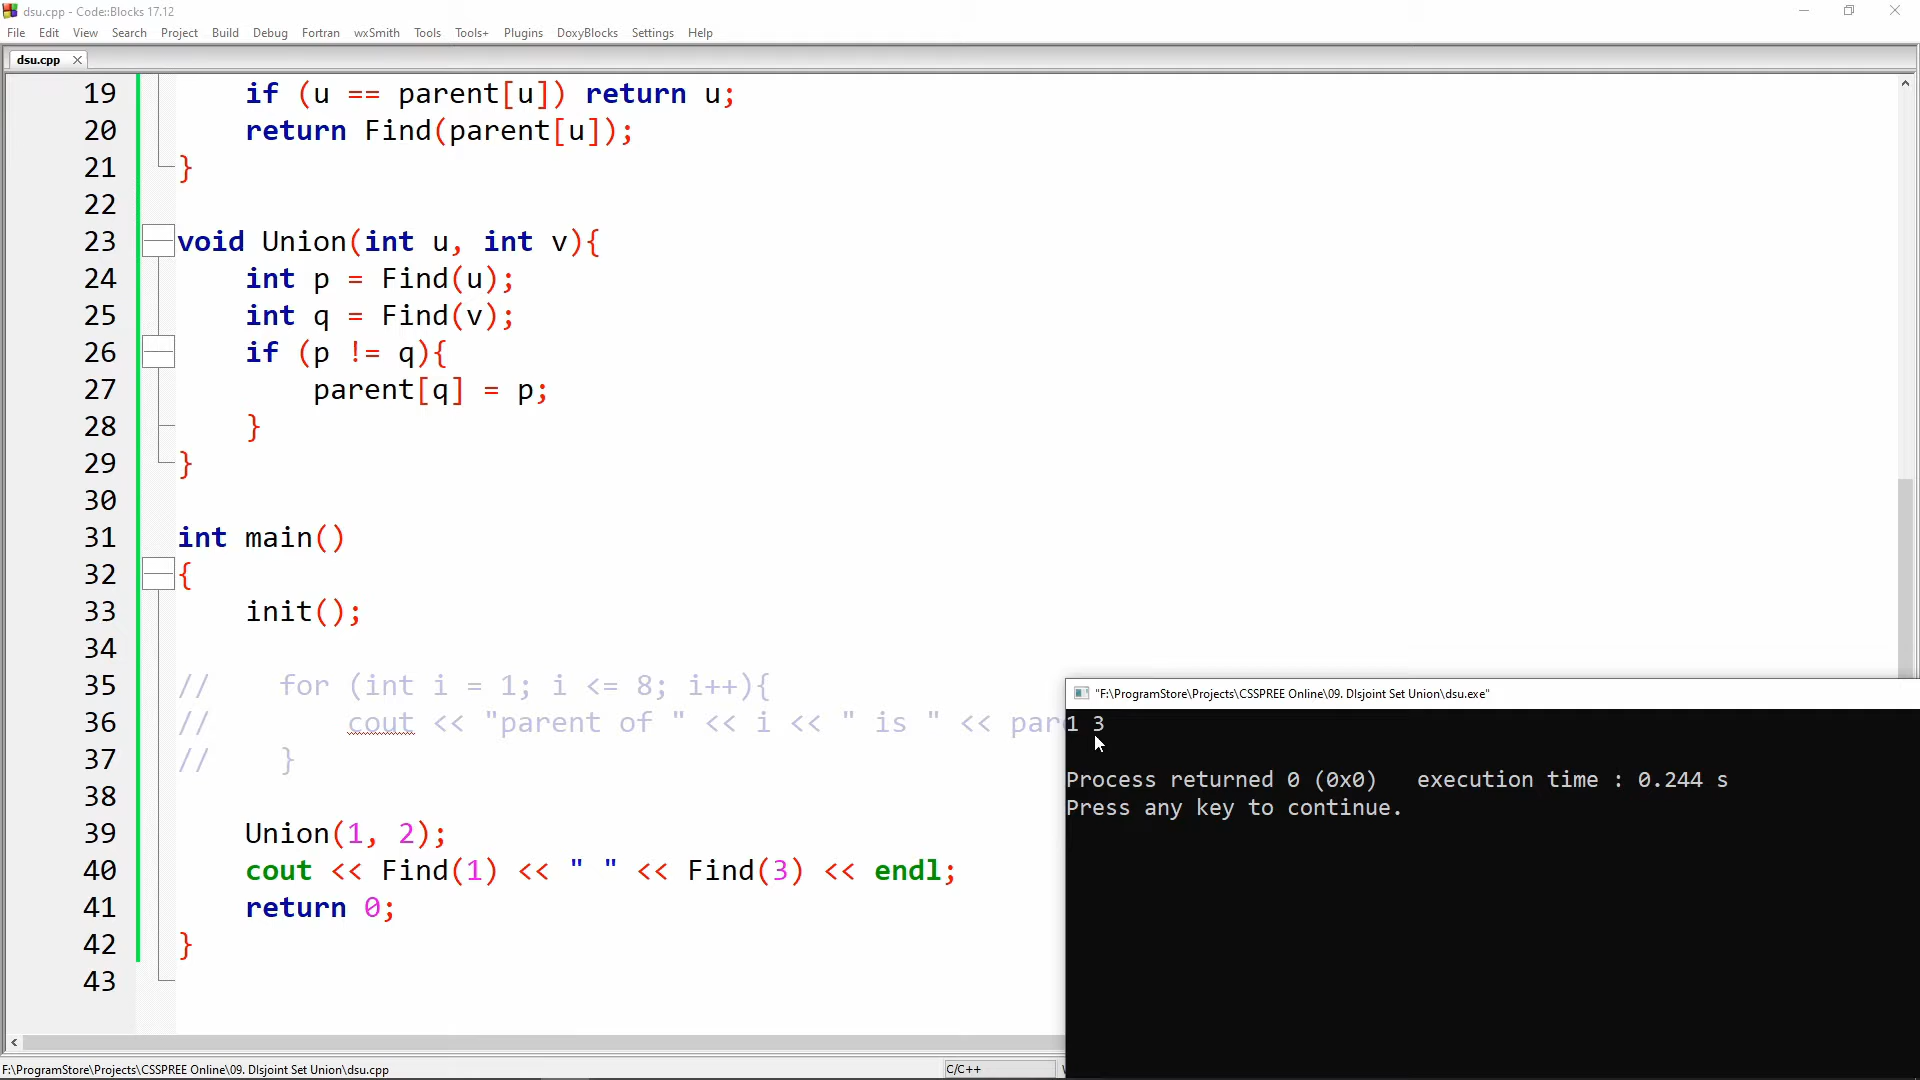 dsu.cpp - Code::Blocks 17.12
File Edit View Search Project Build Debug Fortran wxSmith Tools Tools+ Plugins DoxyBlocks Settings Help
dsu.cpp
19 if (u == parent[u]) return u;
20 return Find(parent[u]);
21 }
22
23 void Union(int u, int v){
24 int p = Find(u);
25 int q = Find(v);
26 if (p != q){
27 parent[q] = p;
28 }
29 }
30
31 int main()
32 {
33 init();
34
35 // for (int i = 1; i <= 8; i++){
36 // cout << "parent of " << i << " is " << par
37 // }
38
39 Union(1, 2);
40 cout << Find(1) << " " << Find(3) << endl;
41 return 0;
42 }
43
"F:\ProgramStore\Projects\CSSPREE Online\09. DIsjoint Set Union\dsu.exe"
1 3
Process returned 0 (0x0) execution time : 0.244 s
Press any key to continue.
F:\ProgramStore\Projects\CSSPREE Online\09. DIsjoint Set Union\dsu.cpp
C/C++